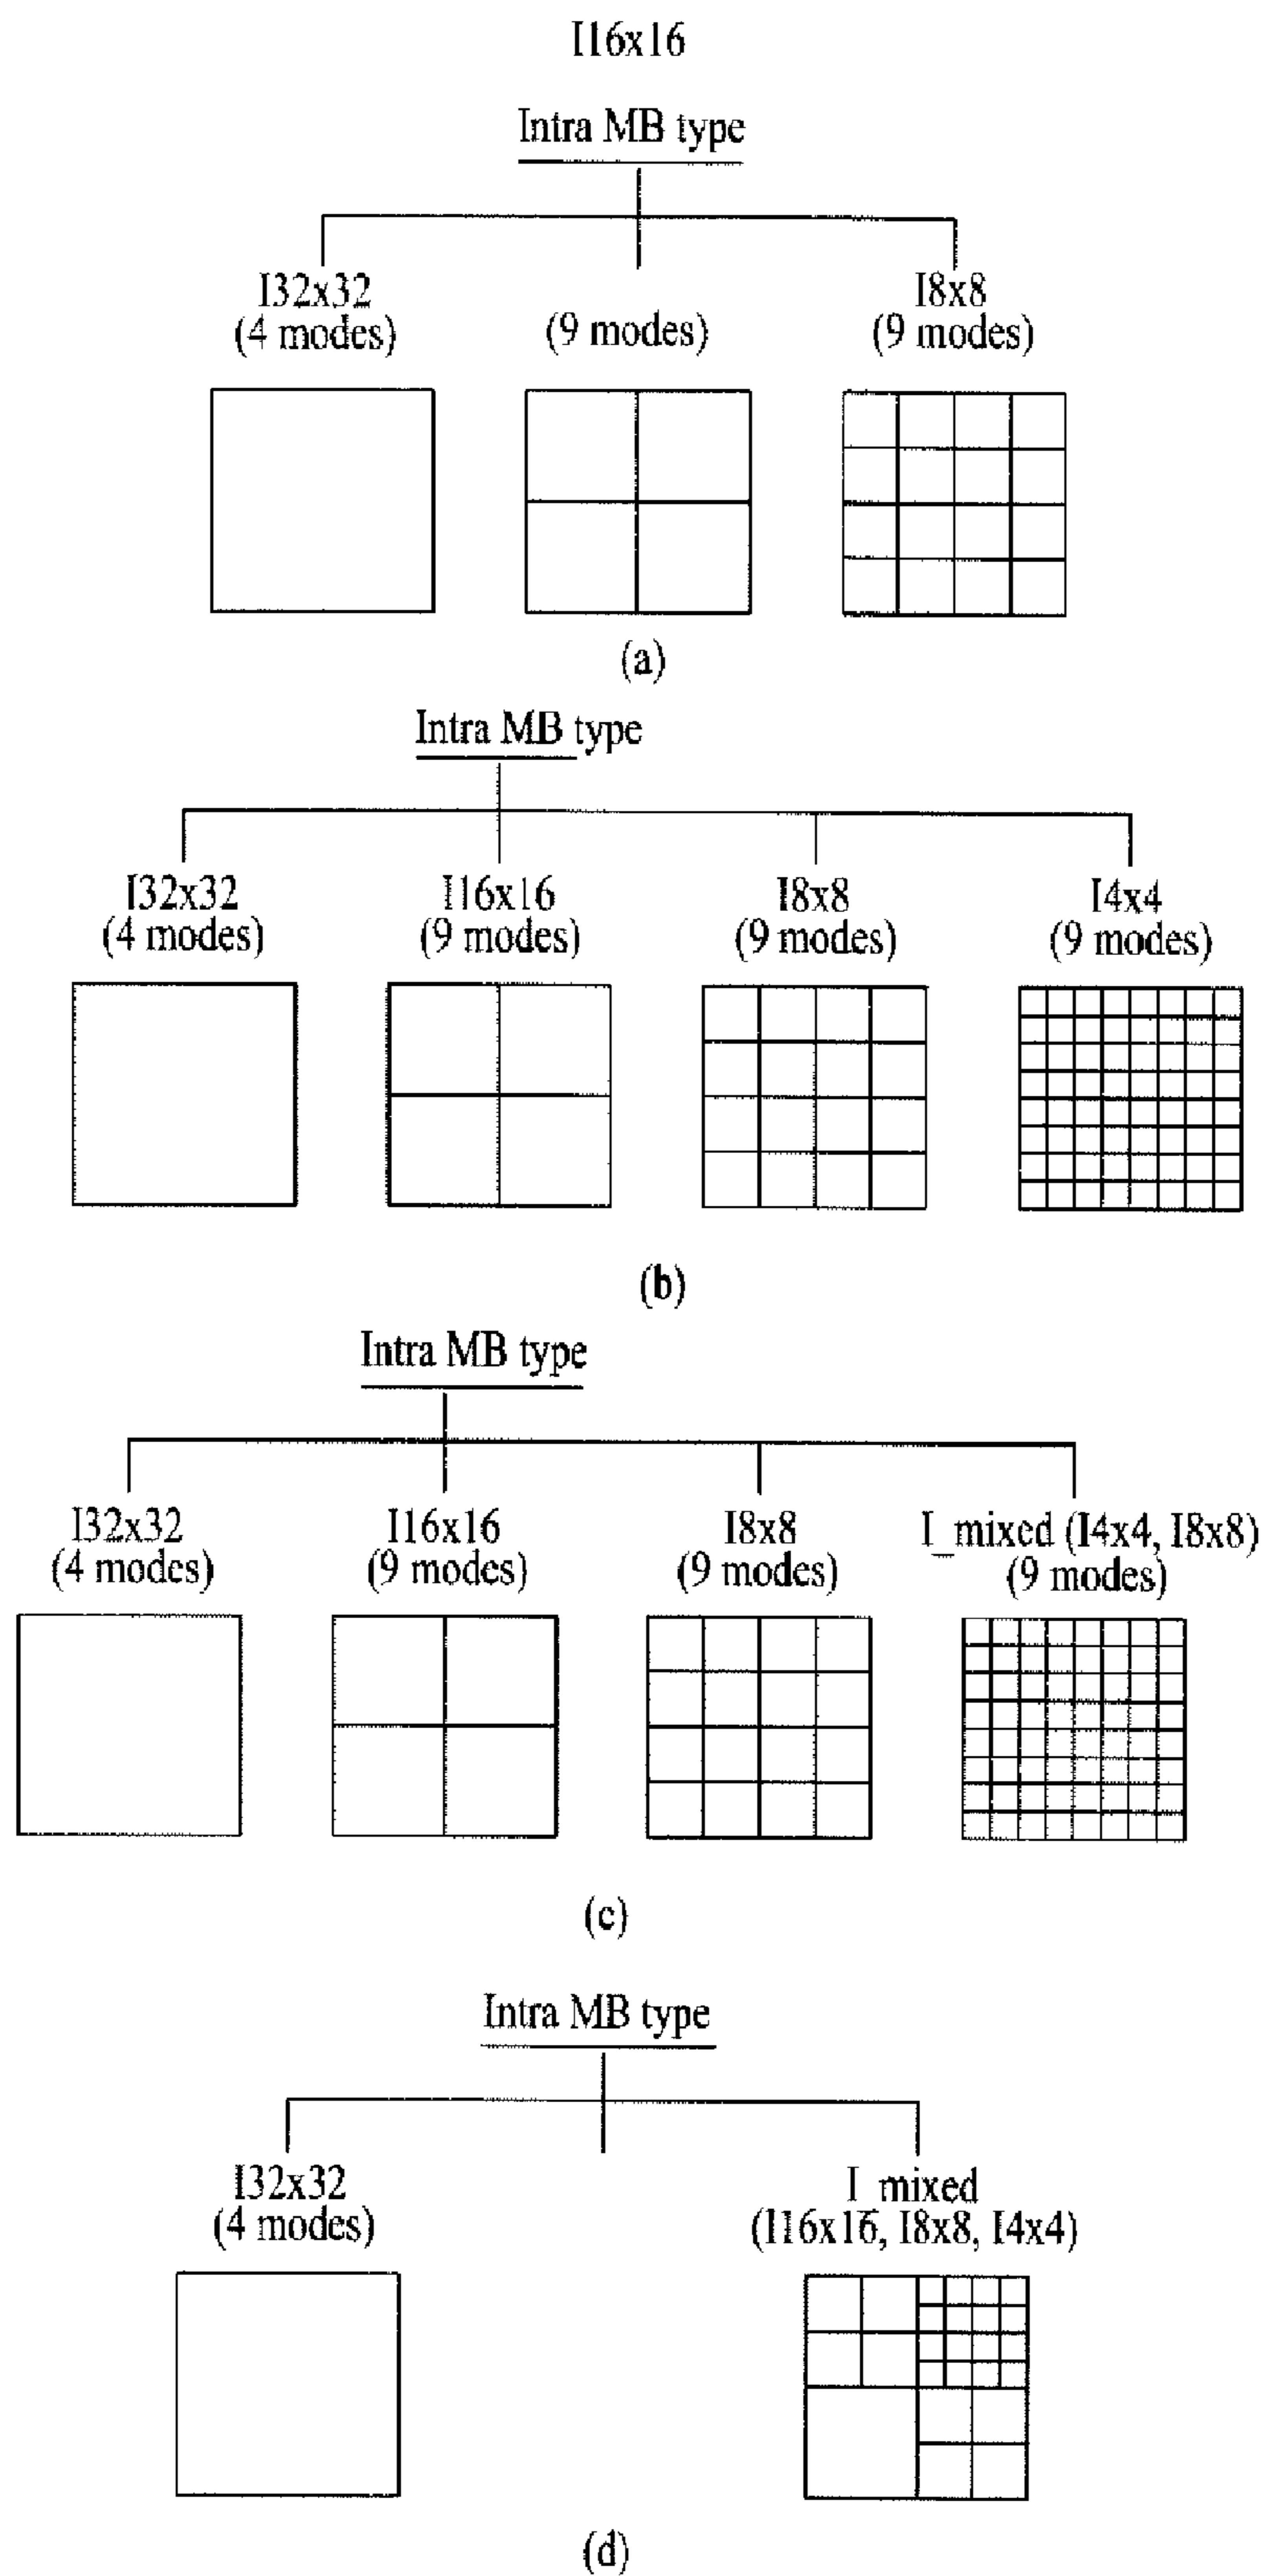 I16x16
Intra MB type
I32x32
(4 modes)
(9 modes)
I8x8
(9 modes)
(a)
Intra MB type
I32x32
(4 modes)
I16x16
(9 modes)
I8x8
(9 modes)
I4x4
(9 modes)
(b)
Intra MB type
I32x32
(4 modes)
I16x16
(9 modes)
I8x8
(9 modes)
I_mixed (I4x4, I8x8)
(9 modes)
(c)
Intra MB type
I32x32
(4 modes)
I_mixed
(I16x16, I8x8, I4x4)
(d)